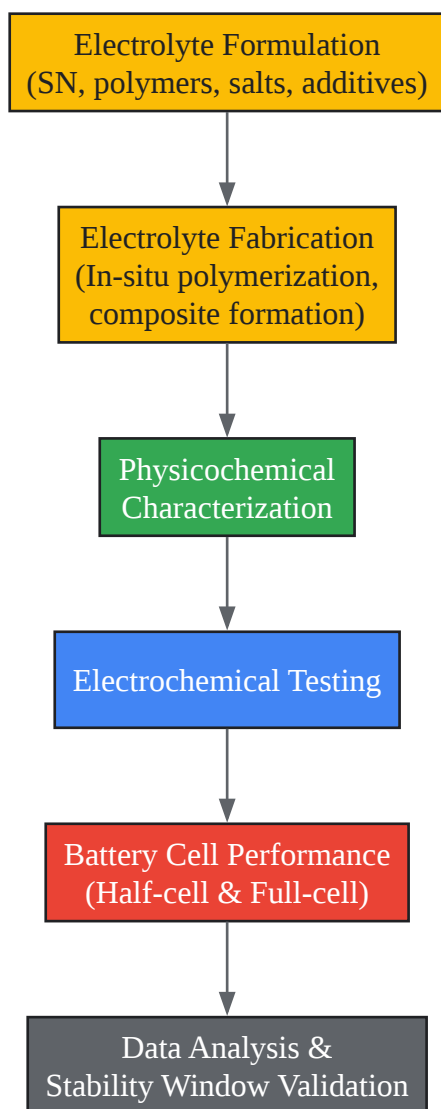 Electrolyte Formulation
(SN, polymers, salts, additives)
Electrolyte Fabrication
(In-situ polymerization,
composite formation)
Physicochemical
Characterization
Electrochemical Testing
Battery Cell Performance
(Half-cell & Full-cell)
Data Analysis &
Stability Window Validation